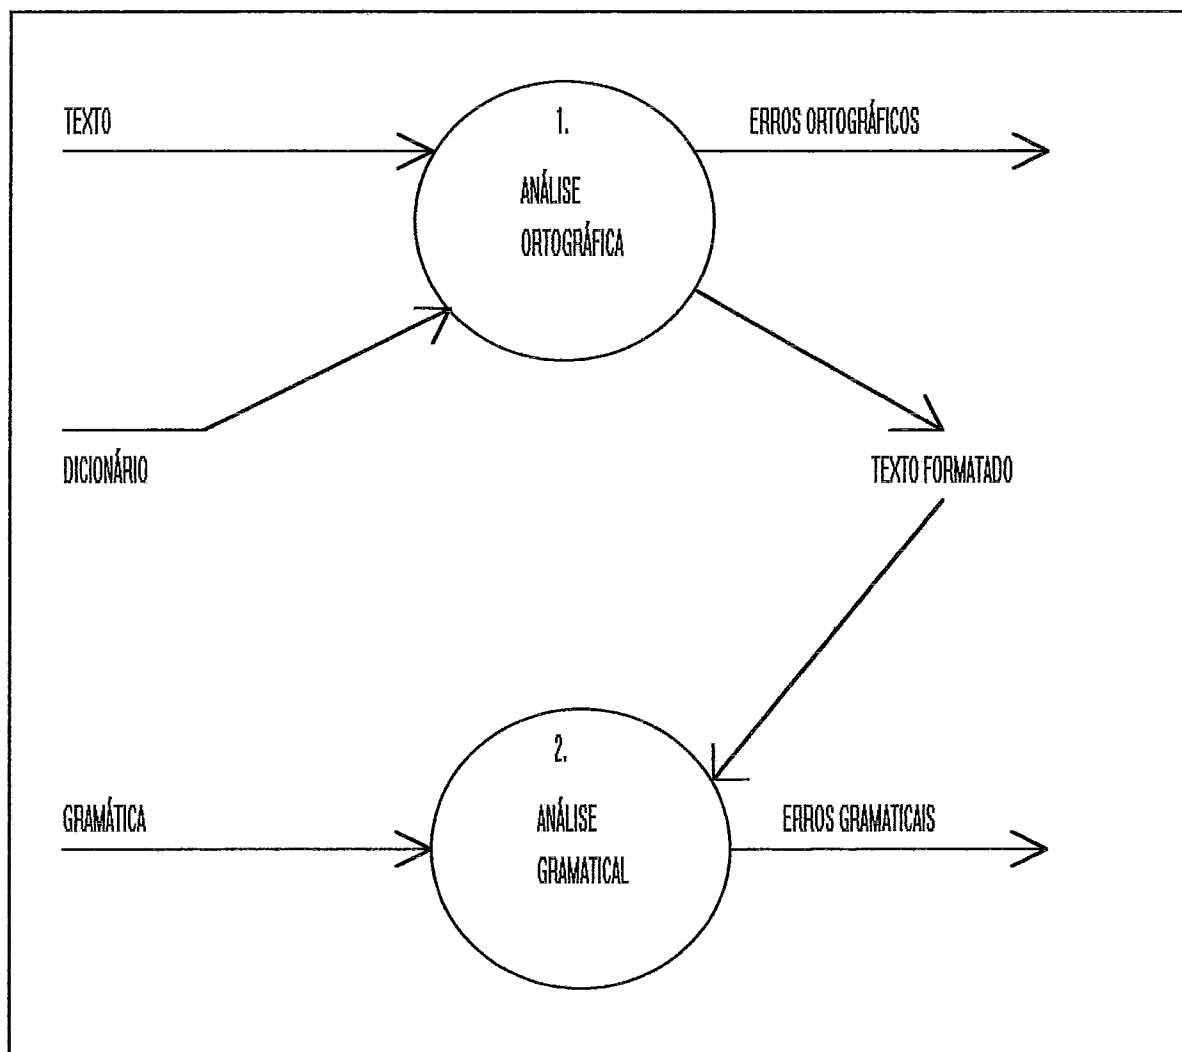 TEXTO
1.
ERROS ORTOGRÁFICOS
ANÁLISE
ORTOGRÁFICA
DICIONÁRIO
TEXTO FORMATADO
2.
GRAMÁTICA
ANÁLISE
GRAMATICAL
ERROS GRAMATICAIS